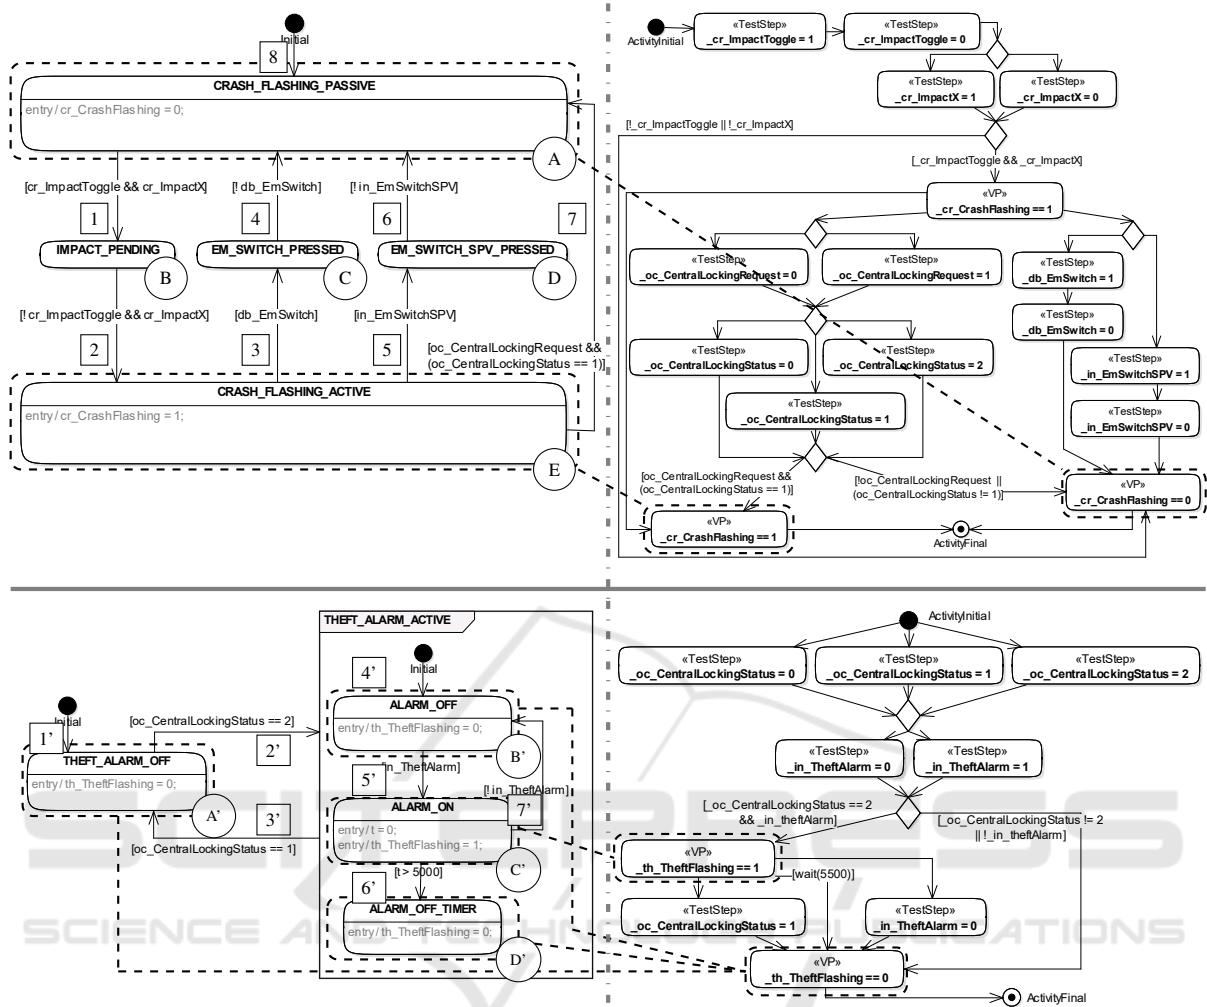 Initial
8
CRASH_FLASHING_PASSIVE
entry / cr_CrashFlashing = 0;
A
[cr_ImpactToggle && cr_ImpactX]
[! db_EmSwitch]
[! in_EmSwitchSPV]
1
4
6
7
IMPACT_PENDING
EM_SWITCH_PRESSED
EM_SWITCH_SPV_PRESSED
B
C
D
[! cr_ImpactToggle && cr_ImpactX]
[db_EmSwitch]
[in_EmSwitchSPV]
2
3
5
[oc_CentralLockingRequest &&
(oc_CentralLockingStatus == 1)]
CRASH_FLASHING_ACTIVE
entry / cr_CrashFlashing = 1;
E
ActivityInitial
«TestStep»
_cr_ImpactToggle = 1
«TestStep»
_cr_ImpactToggle = 0
«TestStep»
_cr_ImpactX = 1
«TestStep»
_cr_ImpactX = 0
[!_cr_ImpactToggle || !_cr_ImpactX]
[_cr_ImpactToggle && _cr_ImpactX]
«VP»
_cr_CrashFlashing == 1
«TestStep»
_oc_CentralLockingRequest = 0
«TestStep»
_oc_CentralLockingRequest = 1
«TestStep»
_db_EmSwitch = 1
«TestStep»
_db_EmSwitch = 0
«TestStep»
_oc_CentralLockingStatus = 0
«TestStep»
_oc_CentralLockingStatus = 2
«TestStep»
_in_EmSwitchSPV = 1
«TestStep»
_oc_CentralLockingStatus = 1
«TestStep»
_in_EmSwitchSPV = 0
[oc_CentralLockingRequest &&
(oc_CentralLockingStatus == 1)]
[!oc_CentralLockingRequest ||
(oc_CentralLockingStatus != 1)]
«VP»
_cr_CrashFlashing == 0
«VP»
_cr_CrashFlashing == 1
ActivityFinal
THEFT_ALARM_ACTIVE
Initial
4'
ALARM_OFF
entry / th_TheftFlashing = 0;
B'
Initial
1'
[oc_CentralLockingStatus == 2]
2'
THEFT_ALARM_OFF
entry / th_TheftFlashing = 0;
A'
3'
[oc_CentralLockingStatus == 1]
5'
[in_TheftAlarm]
[! in_TheftAlarm]
7'
ALARM_ON
entry / t = 0;
entry / th_TheftFlashing = 1;
C'
[t > 5000]
6'
ALARM_OFF_TIMER
entry / th_TheftFlashing = 0;
D'
ActivityInitial
«TestStep»
_oc_CentralLockingStatus = 0
«TestStep»
_oc_CentralLockingStatus = 1
«TestStep»
_oc_CentralLockingStatus = 2
«TestStep»
_in_TheftAlarm = 0
«TestStep»
_in_TheftAlarm = 1
[_oc_CentralLockingStatus == 2
&& _in_theftAlarm]
[_oc_CentralLockingStatus != 2
|| !_in_theftAlarm]
«VP»
_th_TheftFlashing == 1
[wait(5500)]
«TestStep»
_oc_CentralLockingStatus = 1
«TestStep»
_in_TheftAlarm = 0
«VP»
_th_TheftFlashing == 0
ActivityFinal
SCITEPRESS
SCIENCE AND TECHNOLOGY PUBLICATIONS